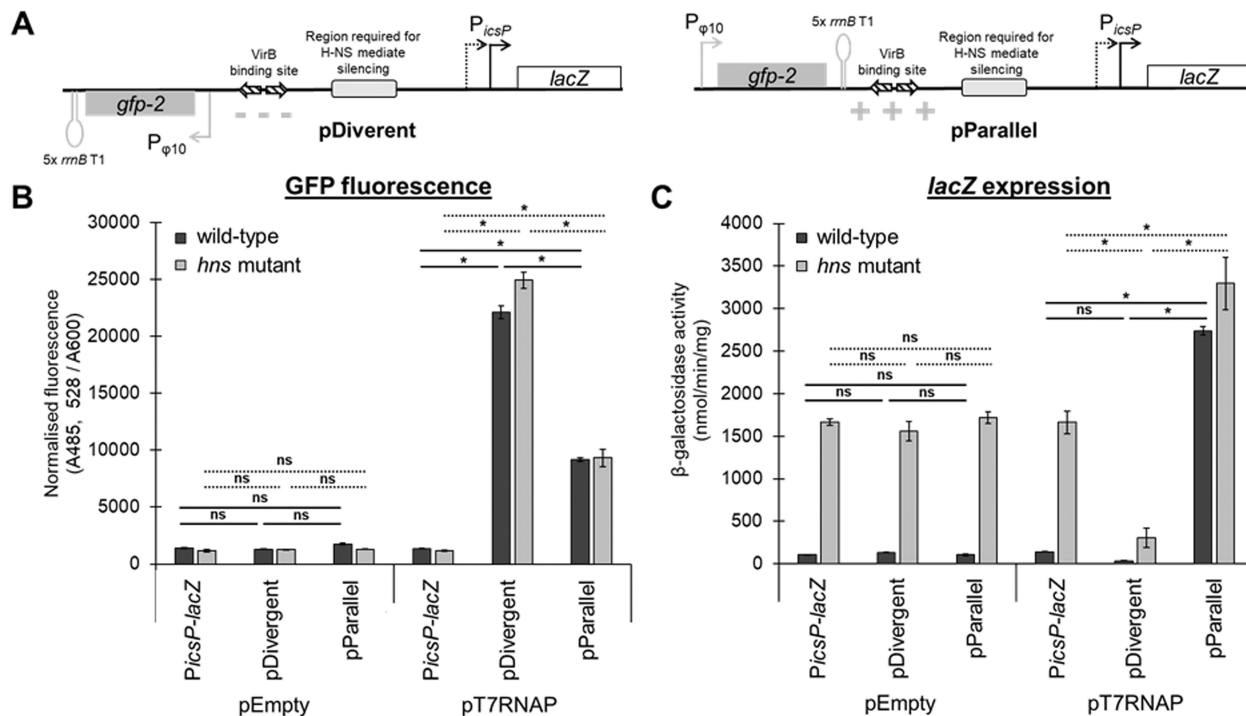 A
VirB
binding site
Region required for
H-NS mediate
silencing
PicsP
lacZ
gfp-2
Pφ10
5x rrnB T1
- - -
pDiverent
Pφ10
gfp-2
5x rrnB T1
VirB
binding site
Region required for
H-NS mediate
silencing
PicsP
lacZ
+ + +
pParallel
B
GFP fluorescence
Normalised fluorescence
(A485, 528 / A600)
30000
25000
20000
15000
10000
5000
0
wild-type
hns mutant
ns
ns ns
ns
ns ns
*
* *
*
* *
PicsP-lacZ
pDivergent
pParallel
PicsP-lacZ
pDivergent
pParallel
pEmpty
pT7RNAP
C
lacZ expression
β-galactosidase activity
(nmol/min/mg)
4000
3500
3000
2500
2000
1500
1000
500
0
wild-type
hns mutant
ns
ns ns
ns
ns ns
*
* *
*
ns *
PicsP-lacZ
pDivergent
pParallel
PicsP-lacZ
pDivergent
pParallel
pEmpty
pT7RNAP